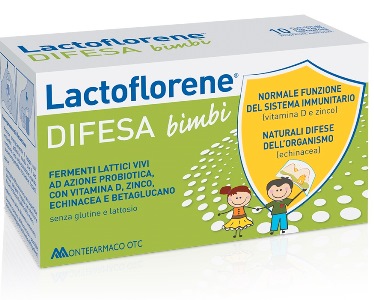 Lactoflorene®
DIFESA bimbi
FERMENTI LATTICI VIVI
AD AZIONE PROBIOTICA,
CON VITAMINA D, ZINCO,
ECHINACEA E BETAGLUCANO
senza glutine e lattosio
MONTEFARMACO OTC
10
NORMALE FUNZIONE
DEL SISTEMA IMMUNITARIO
(vitamina D e zinco)
NATURALI DIFESE
DELL'ORGANISMO
(echinacea)